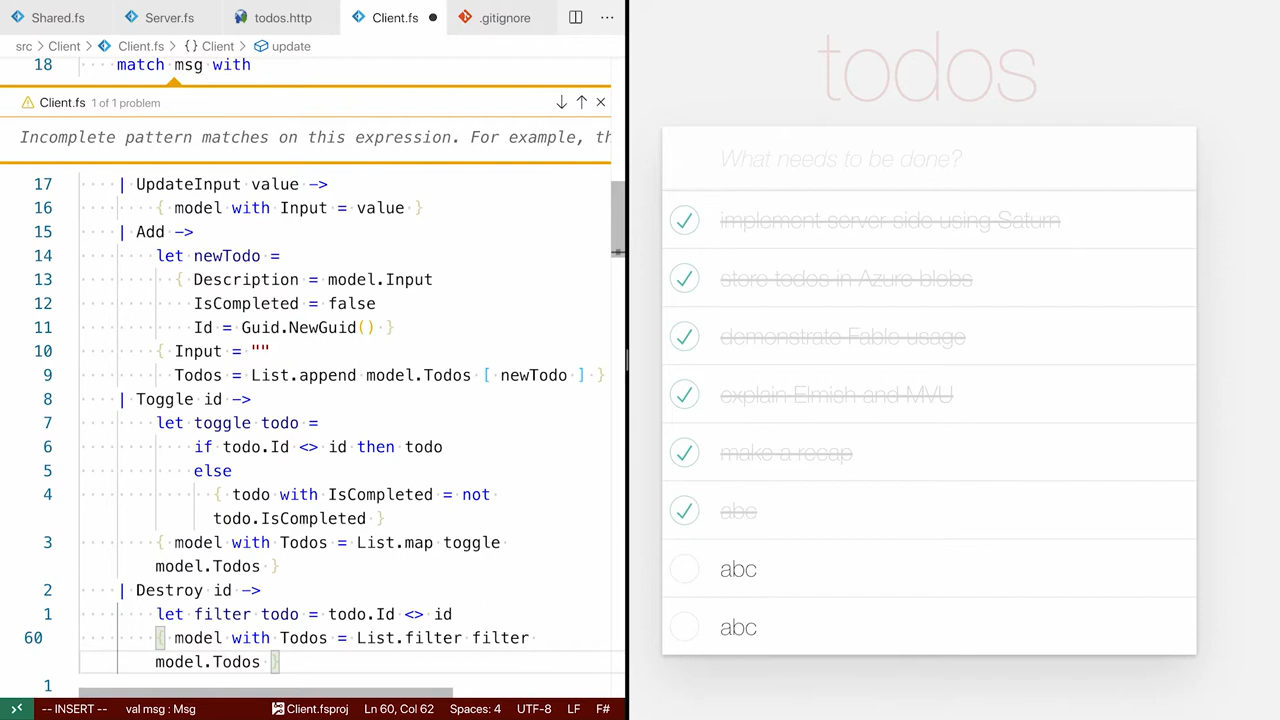 Shared.fs Server.fs todos.http Client.fs .gitignore ···
src > Client > Client.fs > {} Client > update
18 match msg with
Client.fs 1 of 1 problem
Incomplete pattern matches on this expression. For example, th
17 | UpdateInput value ->
16 { model with Input = value }
15 | Add ->
14 let newTodo =
13 { Description = model.Input
12 IsCompleted = false
11 Id = Guid.NewGuid() }
10 { Input = ""
9 Todos = List.append model.Todos [ newTodo ] }
8 | Toggle id ->
7 let toggle todo =
6 if todo.Id <> id then todo
5 else
4 { todo with IsCompleted = not
todo.IsCompleted }
3 { model with Todos = List.map toggle
model.Todos }
2 | Destroy id ->
1 let filter todo = todo.Id <> id
60 { model with Todos = List.filter filter
model.Todos }
1
-- INSERT -- val msg : Msg Client.fsproj Ln 60, Col 62 Spaces: 4 UTF-8 LF F#
todos
What needs to be done?
implement server side using Saturn
store todos in Azure blobs
demonstrate Fable usage
explain Elmish and MVU
make a recap
abc
abc
abc